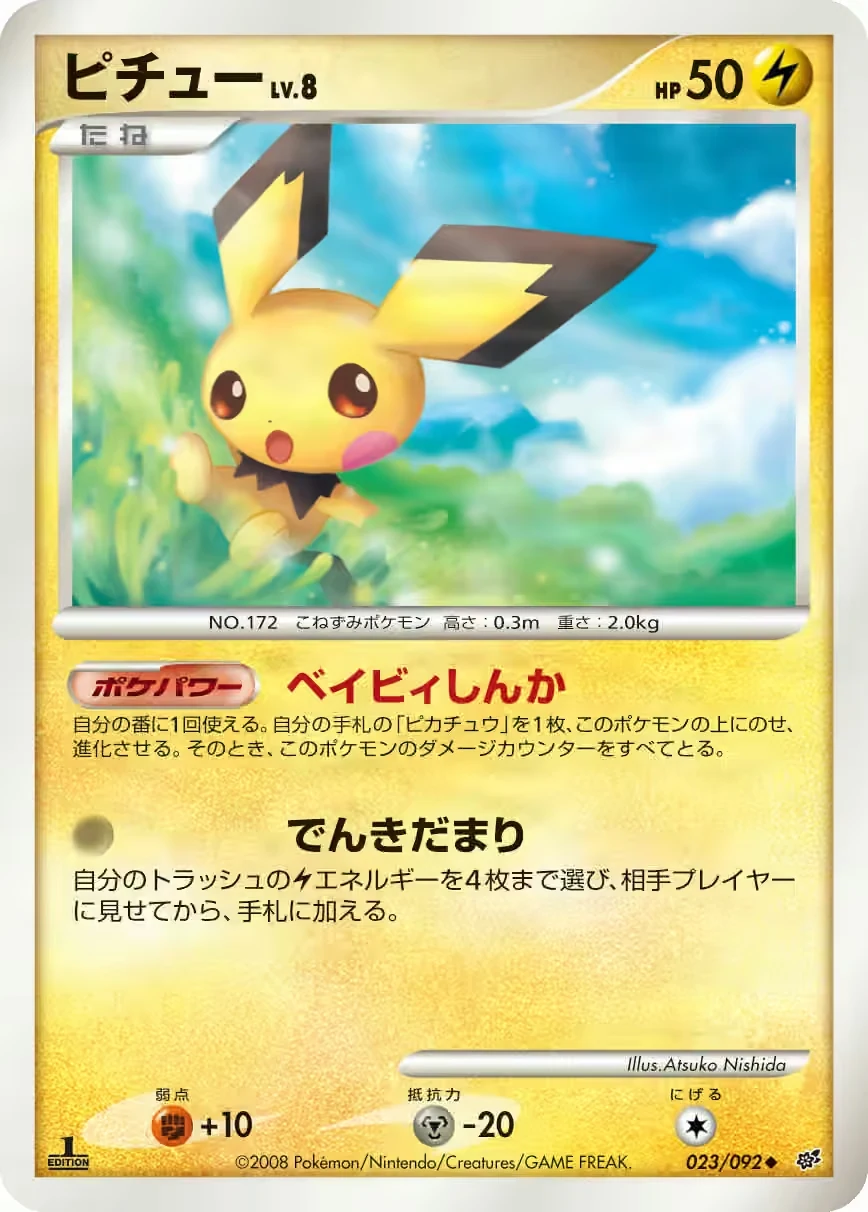 ピチュー LV.8 HP 50
たね
NO.172 こねずみポケモン 高さ:0.3m 重さ:2.0kg
ポケパワー ベイビィしんか
自分の番に1回使える。自分の手札の「ピカチュウ」を1枚、このポケモンの上にのせ、
進化させる。そのとき、このポケモンのダメージカウンターをすべてとる。
でんきだまり
自分のトラッシュのエネルギーを4枚まで選び、相手プレイヤー
に見せてから、手札に加える。
Illus.Atsuko Nishida
弱点 抵抗力 にげる
+10 -20
1 EDITION
©2008 Pokémon/Nintendo/Creatures/GAME FREAK.
023/092◆